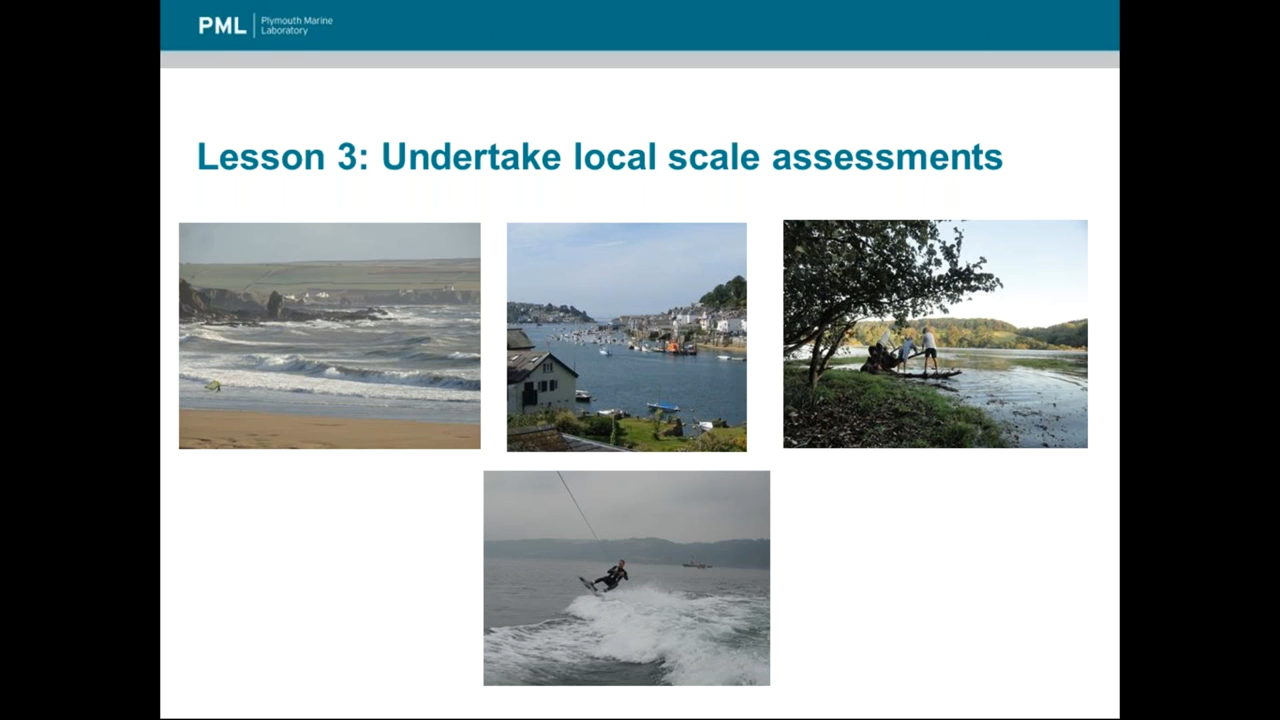 PML
Plymouth Marine
Laboratory
Lesson 3: Undertake local scale assessments